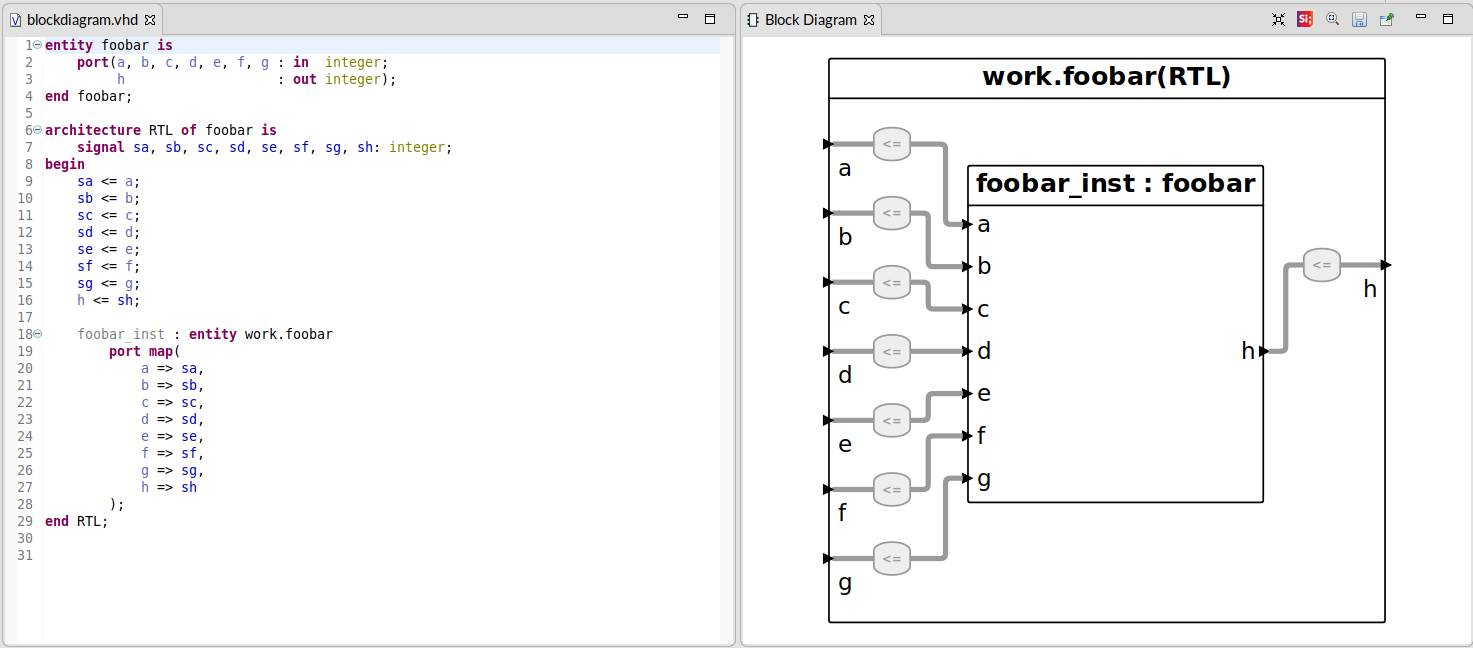 blockdiagram.vhd
1 entity foobar is
2     port(a, b, c, d, e, f, g : in  integer;
3          h                   : out integer);
4 end foobar;
5
6 architecture RTL of foobar is
7     signal sa, sb, sc, sd, se, sf, sg, sh: integer;
8 begin
9     sa <= a;
10     sb <= b;
11     sc <= c;
12     sd <= d;
13     se <= e;
14     sf <= f;
15     sg <= g;
16     h <= sh;
17
18     foobar_inst : entity work.foobar
19         port map(
20             a => sa,
21             b => sb,
22             c => sc,
23             d => sd,
24             e => se,
25             f => sf,
26             g => sg,
27             h => sh
28         );
29 end RTL;
30
31
Block Diagram
Si
work.foobar(RTL)
<=
a
<=
b
<=
c
<=
d
<=
e
<=
f
<=
g
foobar_inst : foobar
a
b
c
d
e
f
g
h
<=
h